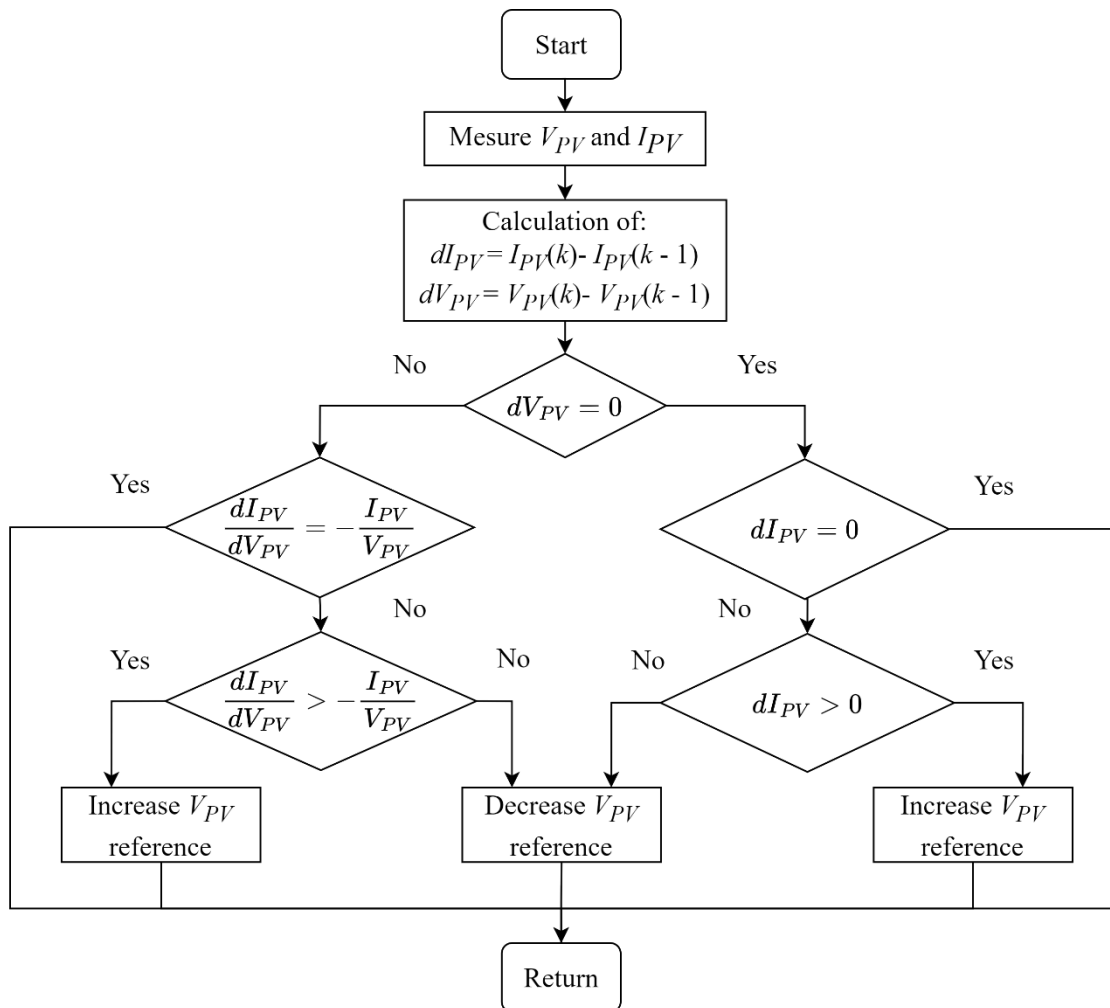 Start
Mesure V_PV and I_PV
Calculation of:
dI_PV = I_PV(k)- I_PV(k - 1)
dV_PV = V_PV(k)- V_PV(k - 1)
No
Yes
dV_PV = 0
Yes
dI_PV/dV_PV = -I_PV/V_PV
dI_PV = 0
Yes
No
No
Yes
dI_PV/dV_PV > -I_PV/V_PV
No
No
dI_PV > 0
Yes
Increase V_PV
reference
Decrease V_PV
reference
Increase V_PV
reference
Return